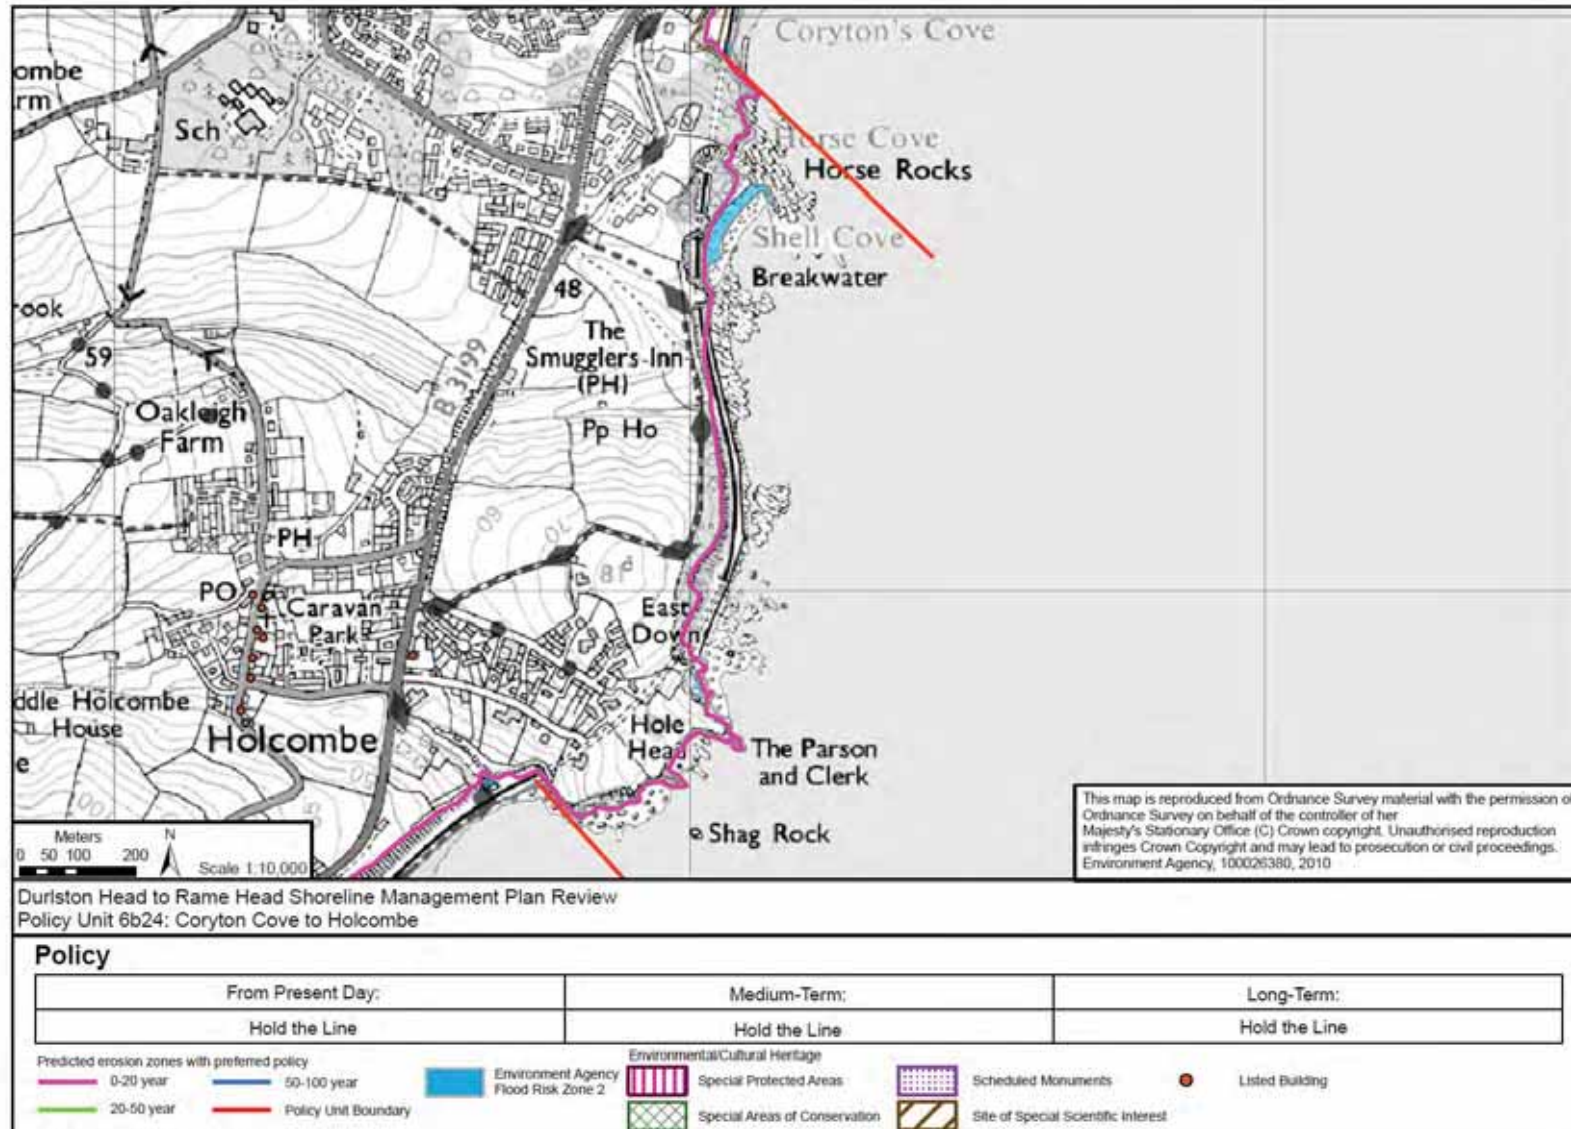 Coryton's Cove
ombe
rm
Sch
Horse Cove
Horse Rocks
Shell Cove
Breakwater
rook
48
59
The
Smugglers Inn
(PH)
B 3199
Oakleigh
Farm
Pp Ho
60
70
81
PH
PO
Caravan
Park
East
Down
ddle Holcombe
House
Holcombe
Hole
Head
The Parson
and Clerk
e
50
100
Shag Rock
This map is reproduced from Ordnance Survey material with the permission of
Ordnance Survey on behalf of the controller of her
Majesty's Stationary Office (C) Crown copyright. Unauthorised reproduction
infringes Crown Copyright and may lead to prosecution or civil proceedings.
Environment Agency, 100026380, 2010
Meters
N
0 50 100 200
Scale 1:10,000
Durlston Head to Rame Head Shoreline Management Plan Review
Policy Unit 6b24: Coryton Cove to Holcombe
Policy
From Present Day: Medium-Term: Long-Term:
Hold the Line Hold the Line Hold the Line
Predicted erosion zones with preferred policy
0-20 year
50-100 year
20-50 year
Policy Unit Boundary
Environment Agency
Flood Risk Zone 2
Environmental/Cultural Heritage
Special Protected Areas
Scheduled Monuments
Listed Building
Special Areas of Conservation
Site of Special Scientific Interest